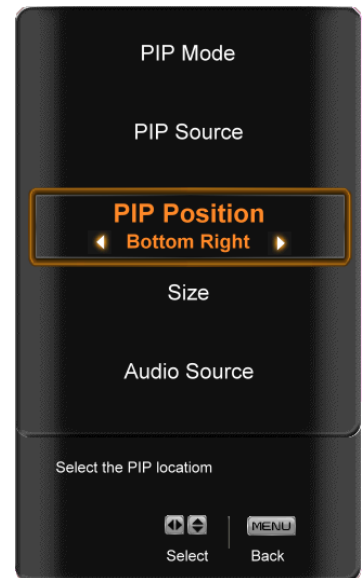 PIP Mode
PIP Source
PIP Position
Bottom Right
Size
Audio Source
Select the PIP locatiom
MENU
Select Back